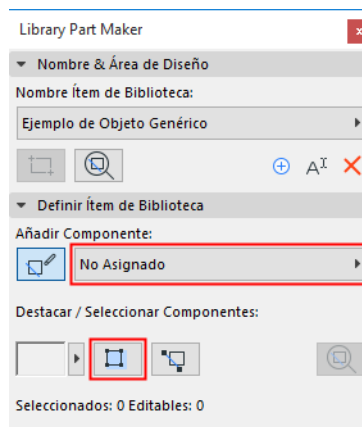 Library Part Maker
Nombre & Área de Diseño
Nombre Ítem de Biblioteca:
Ejemplo de Objeto Genérico
Definir Ítem de Biblioteca
Añadir Componente:
No Asignado
Destacar / Seleccionar Componentes:
Seleccionados: 0 Editables: 0